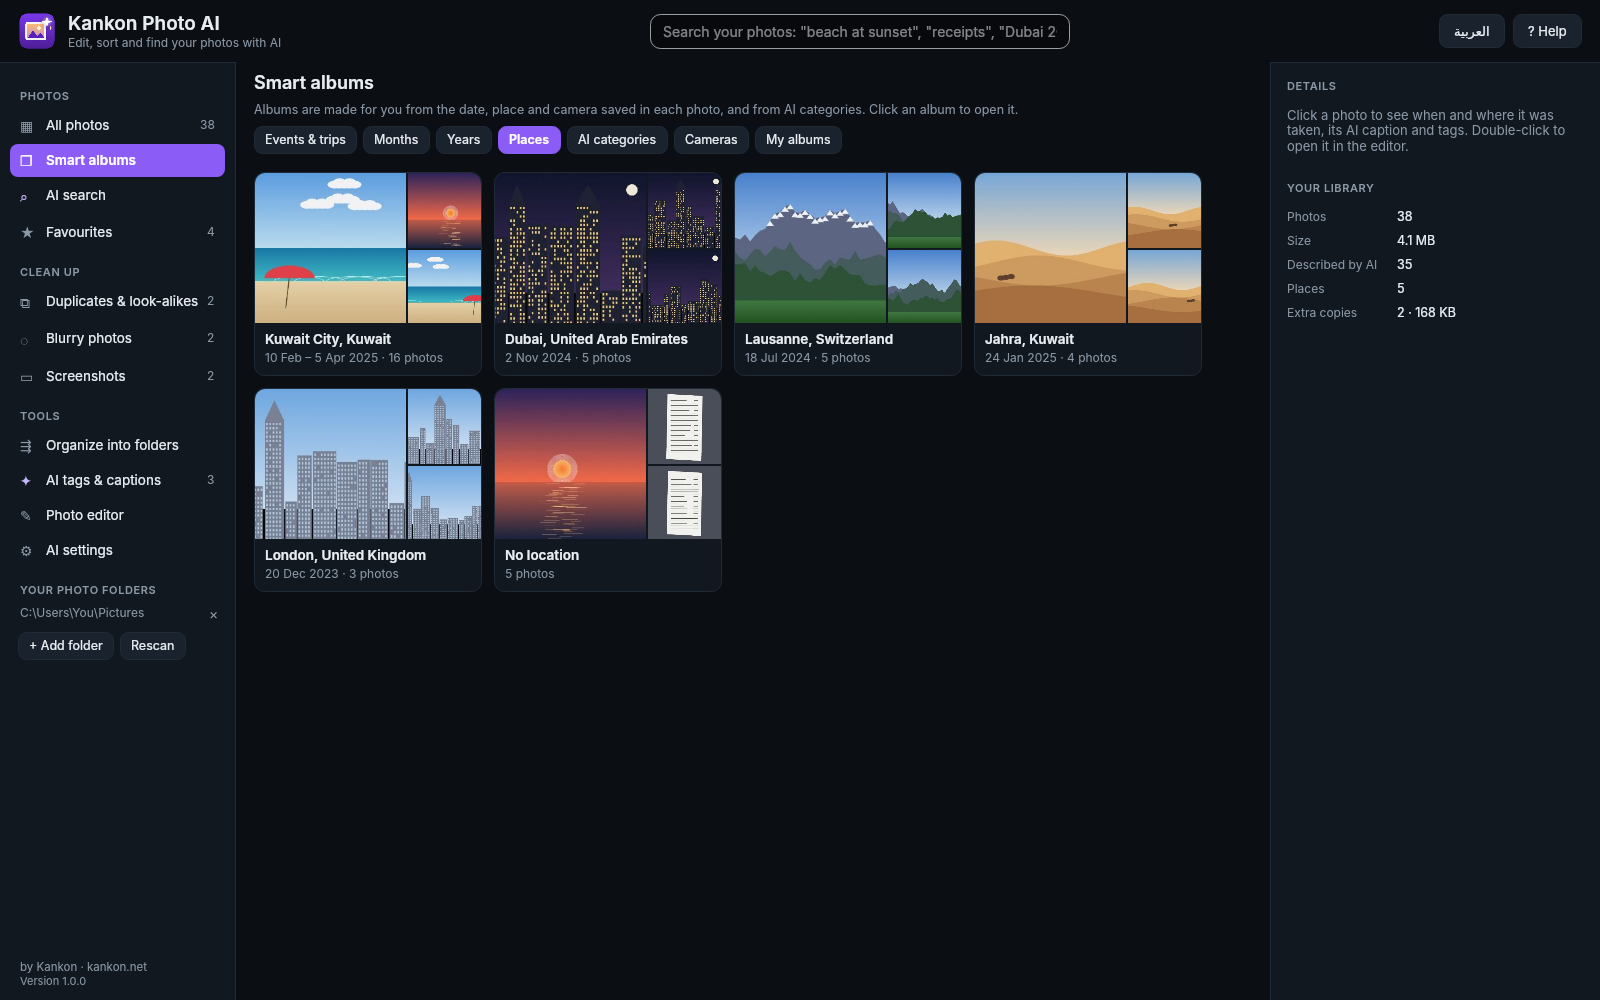 Kankon Photo AI
Edit, sort and find your photos with AI
Search your photos: "beach at sunset", "receipts", "Dubai 2
العربية
? Help
PHOTOS
All photos 38
Smart albums
AI search
Favourites 4
CLEAN UP
Duplicates & look-alikes 2
Blurry photos 2
Screenshots 2
TOOLS
Organize into folders
AI tags & captions 3
Photo editor
AI settings
YOUR PHOTO FOLDERS
C:\Users\You\Pictures ×
+ Add folder Rescan
by Kankon · kankon.net
Version 1.0.0
Smart albums
Albums are made for you from the date, place and camera saved in each photo, and from AI categories. Click an album to open it.
Events & trips Months Years Places AI categories Cameras My albums
Kuwait City, Kuwait
10 Feb – 5 Apr 2025 · 16 photos
Dubai, United Arab Emirates
2 Nov 2024 · 5 photos
Lausanne, Switzerland
18 Jul 2024 · 5 photos
Jahra, Kuwait
24 Jan 2025 · 4 photos
London, United Kingdom
20 Dec 2023 · 3 photos
No location
5 photos
DETAILS
Click a photo to see when and where it was
taken, its AI caption and tags. Double-click to
open it in the editor.
YOUR LIBRARY
Photos 38
Size 4.1 MB
Described by AI 35
Places 5
Extra copies 2 · 168 KB